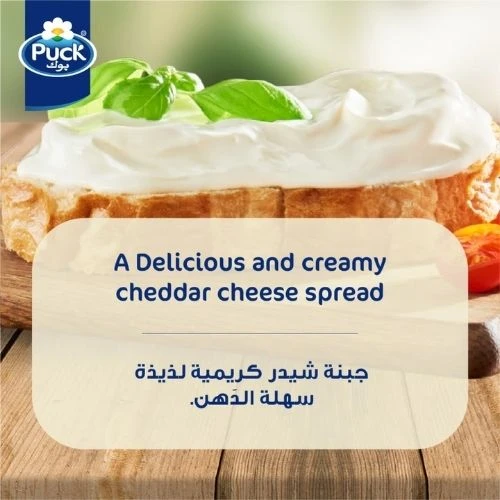 Puck
بوك
A Delicious and creamy
cheddar cheese spread
جبنة شيدر كريمية لذيذة
سهلة الدَهن.